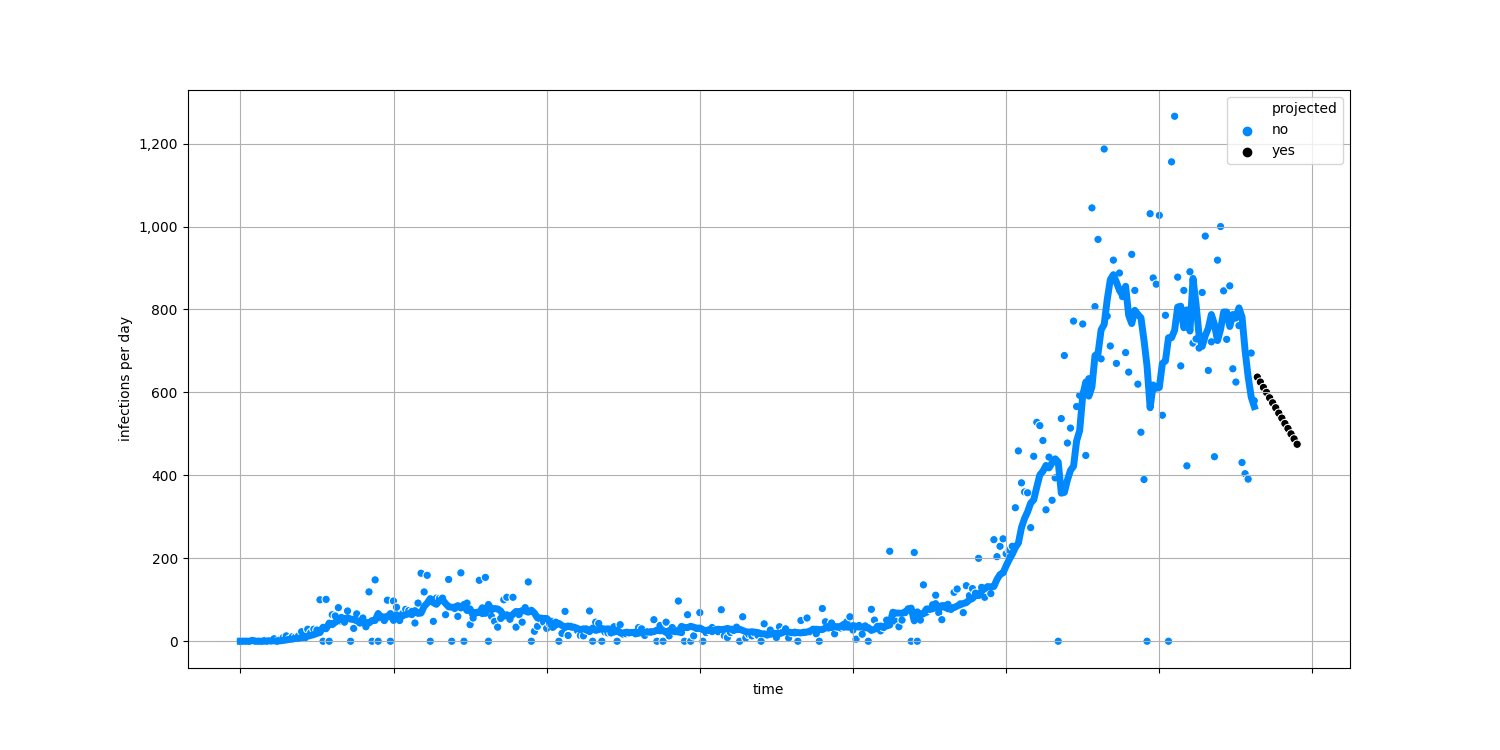 projected
no
yes
1,200
1,000
800
600
400
200
0
infections per day
time